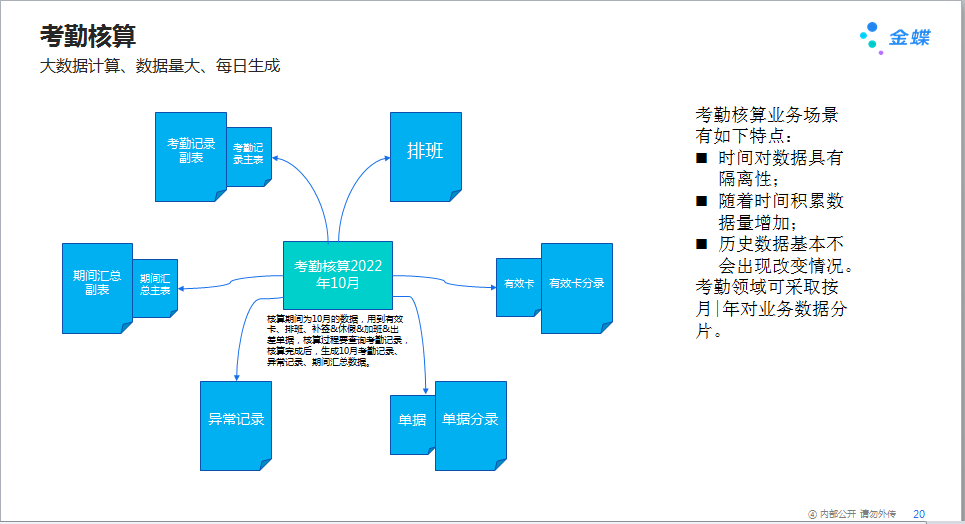 考勤核算
大数据计算、数据量大、每日生成
金蝶
考勤记录
副表
考勤记
录主表
排班
期间汇总
副表
期间汇
总主表
考勤核算2022
年10月
有效卡
有效卡分录
核算期间为10月的数据，用到有效
卡、排班、补签&休假&加班&出
差单据，核算过程要查询考勤记录，
核算完成后，生成10月考勤记录、
异常记录、期间汇总数据。
异常记录
单据
单据分录
考勤核算业务场景
有如下特点：
■ 时间对数据具有
隔离性；
■ 随着时间积累数
据量增加；
■ 历史数据基本不
会出现改变情况。
考勤领域可采取按
月|年对业务数据分
片。
④ 内部公开 请勿外传
20